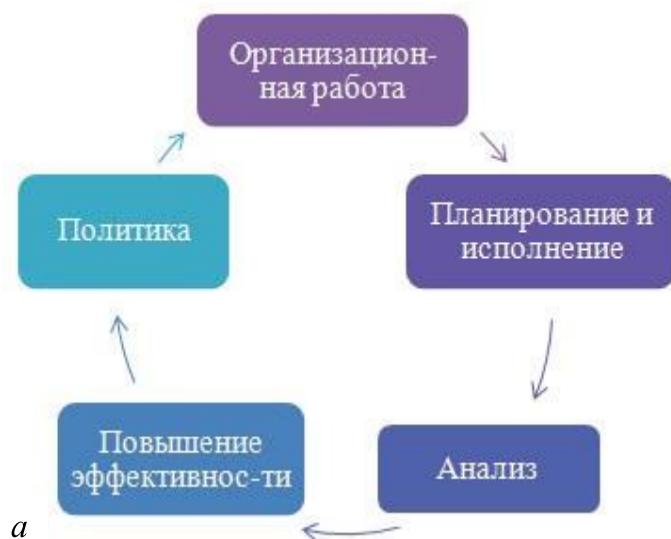 Организацион-
ная работа
Политика
Планирование и
исполнение
Повышение
эффективнос-ти
Анализ
а